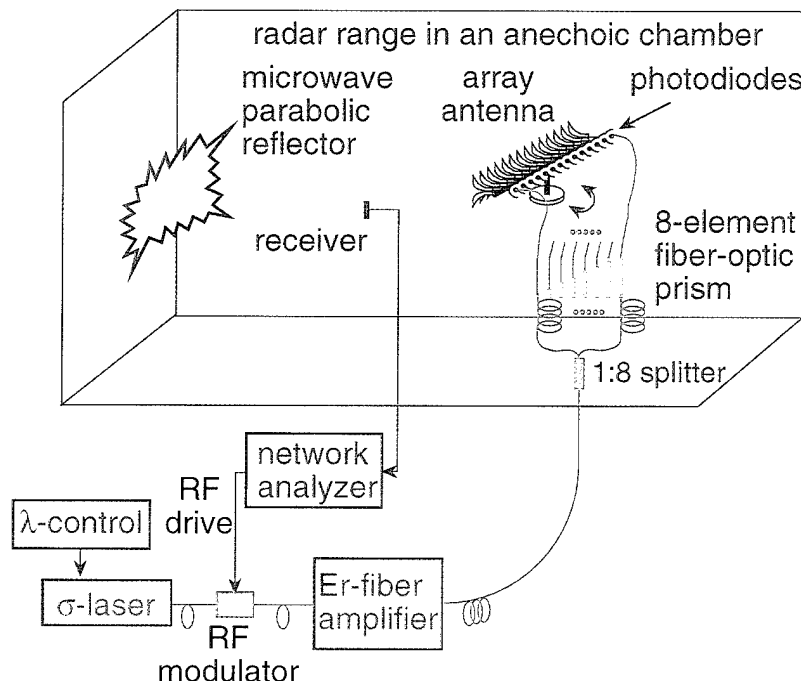 radar range in an anechoic chamber
microwave
parabolic
reflector
array
antenna
photodiodes
receiver
8-element
fiber-optic
prism
1:8 splitter
network
analyzer
RF
drive
λ-control
σ-laser
RF
modulator
Er-fiber
amplifier